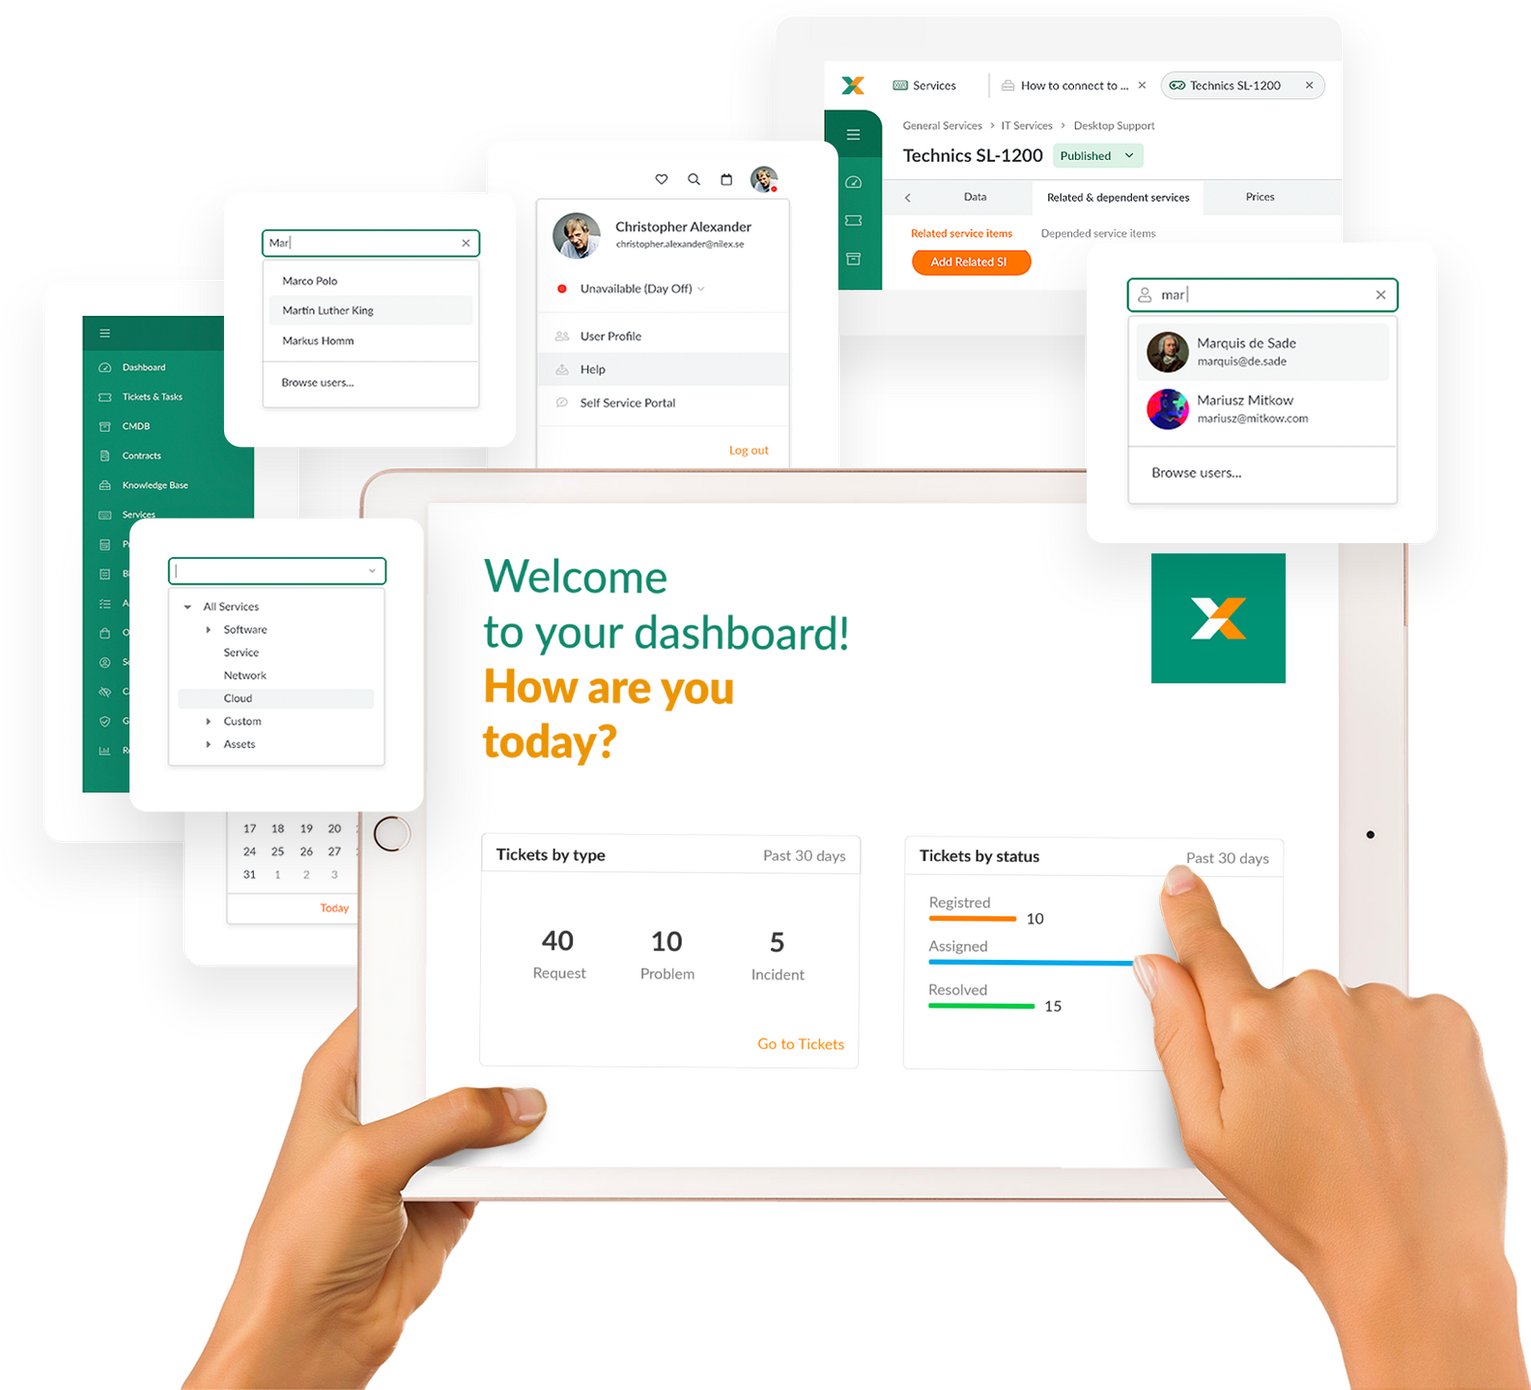 Services
How to connect to ...
Technics SL-1200
General Services > IT Services > Desktop Support
Technics SL-1200
Published
Data
Related & dependent services
Prices
Related service items
Depended service items
Add Related SI
Christopher Alexander
christopher.alexander@nilex.se
Unavailable (Day Off)
User Profile
Help
Self Service Portal
Log out
Mar
Marco Polo
Martin Luther King
Markus Homm
Browse users...
mar
Marquis de Sade
marquis@de.sade
Mariusz Mitkow
mariusz@mitkow.com
Browse users...
Dashboard
Tickets & Tasks
CMDB
Contracts
Knowledge Base
Services
All Services
Software
Service
Network
Cloud
Custom
Assets
17 18 19 20
24 25 26 27
31 1 2 3
Today
Welcome
to your dashboard!
How are you
today?
Tickets by type
Past 30 days
40
Request
10
Problem
5
Incident
Go to Tickets
Tickets by status
Past 30 days
Registred
10
Assigned
Resolved
15